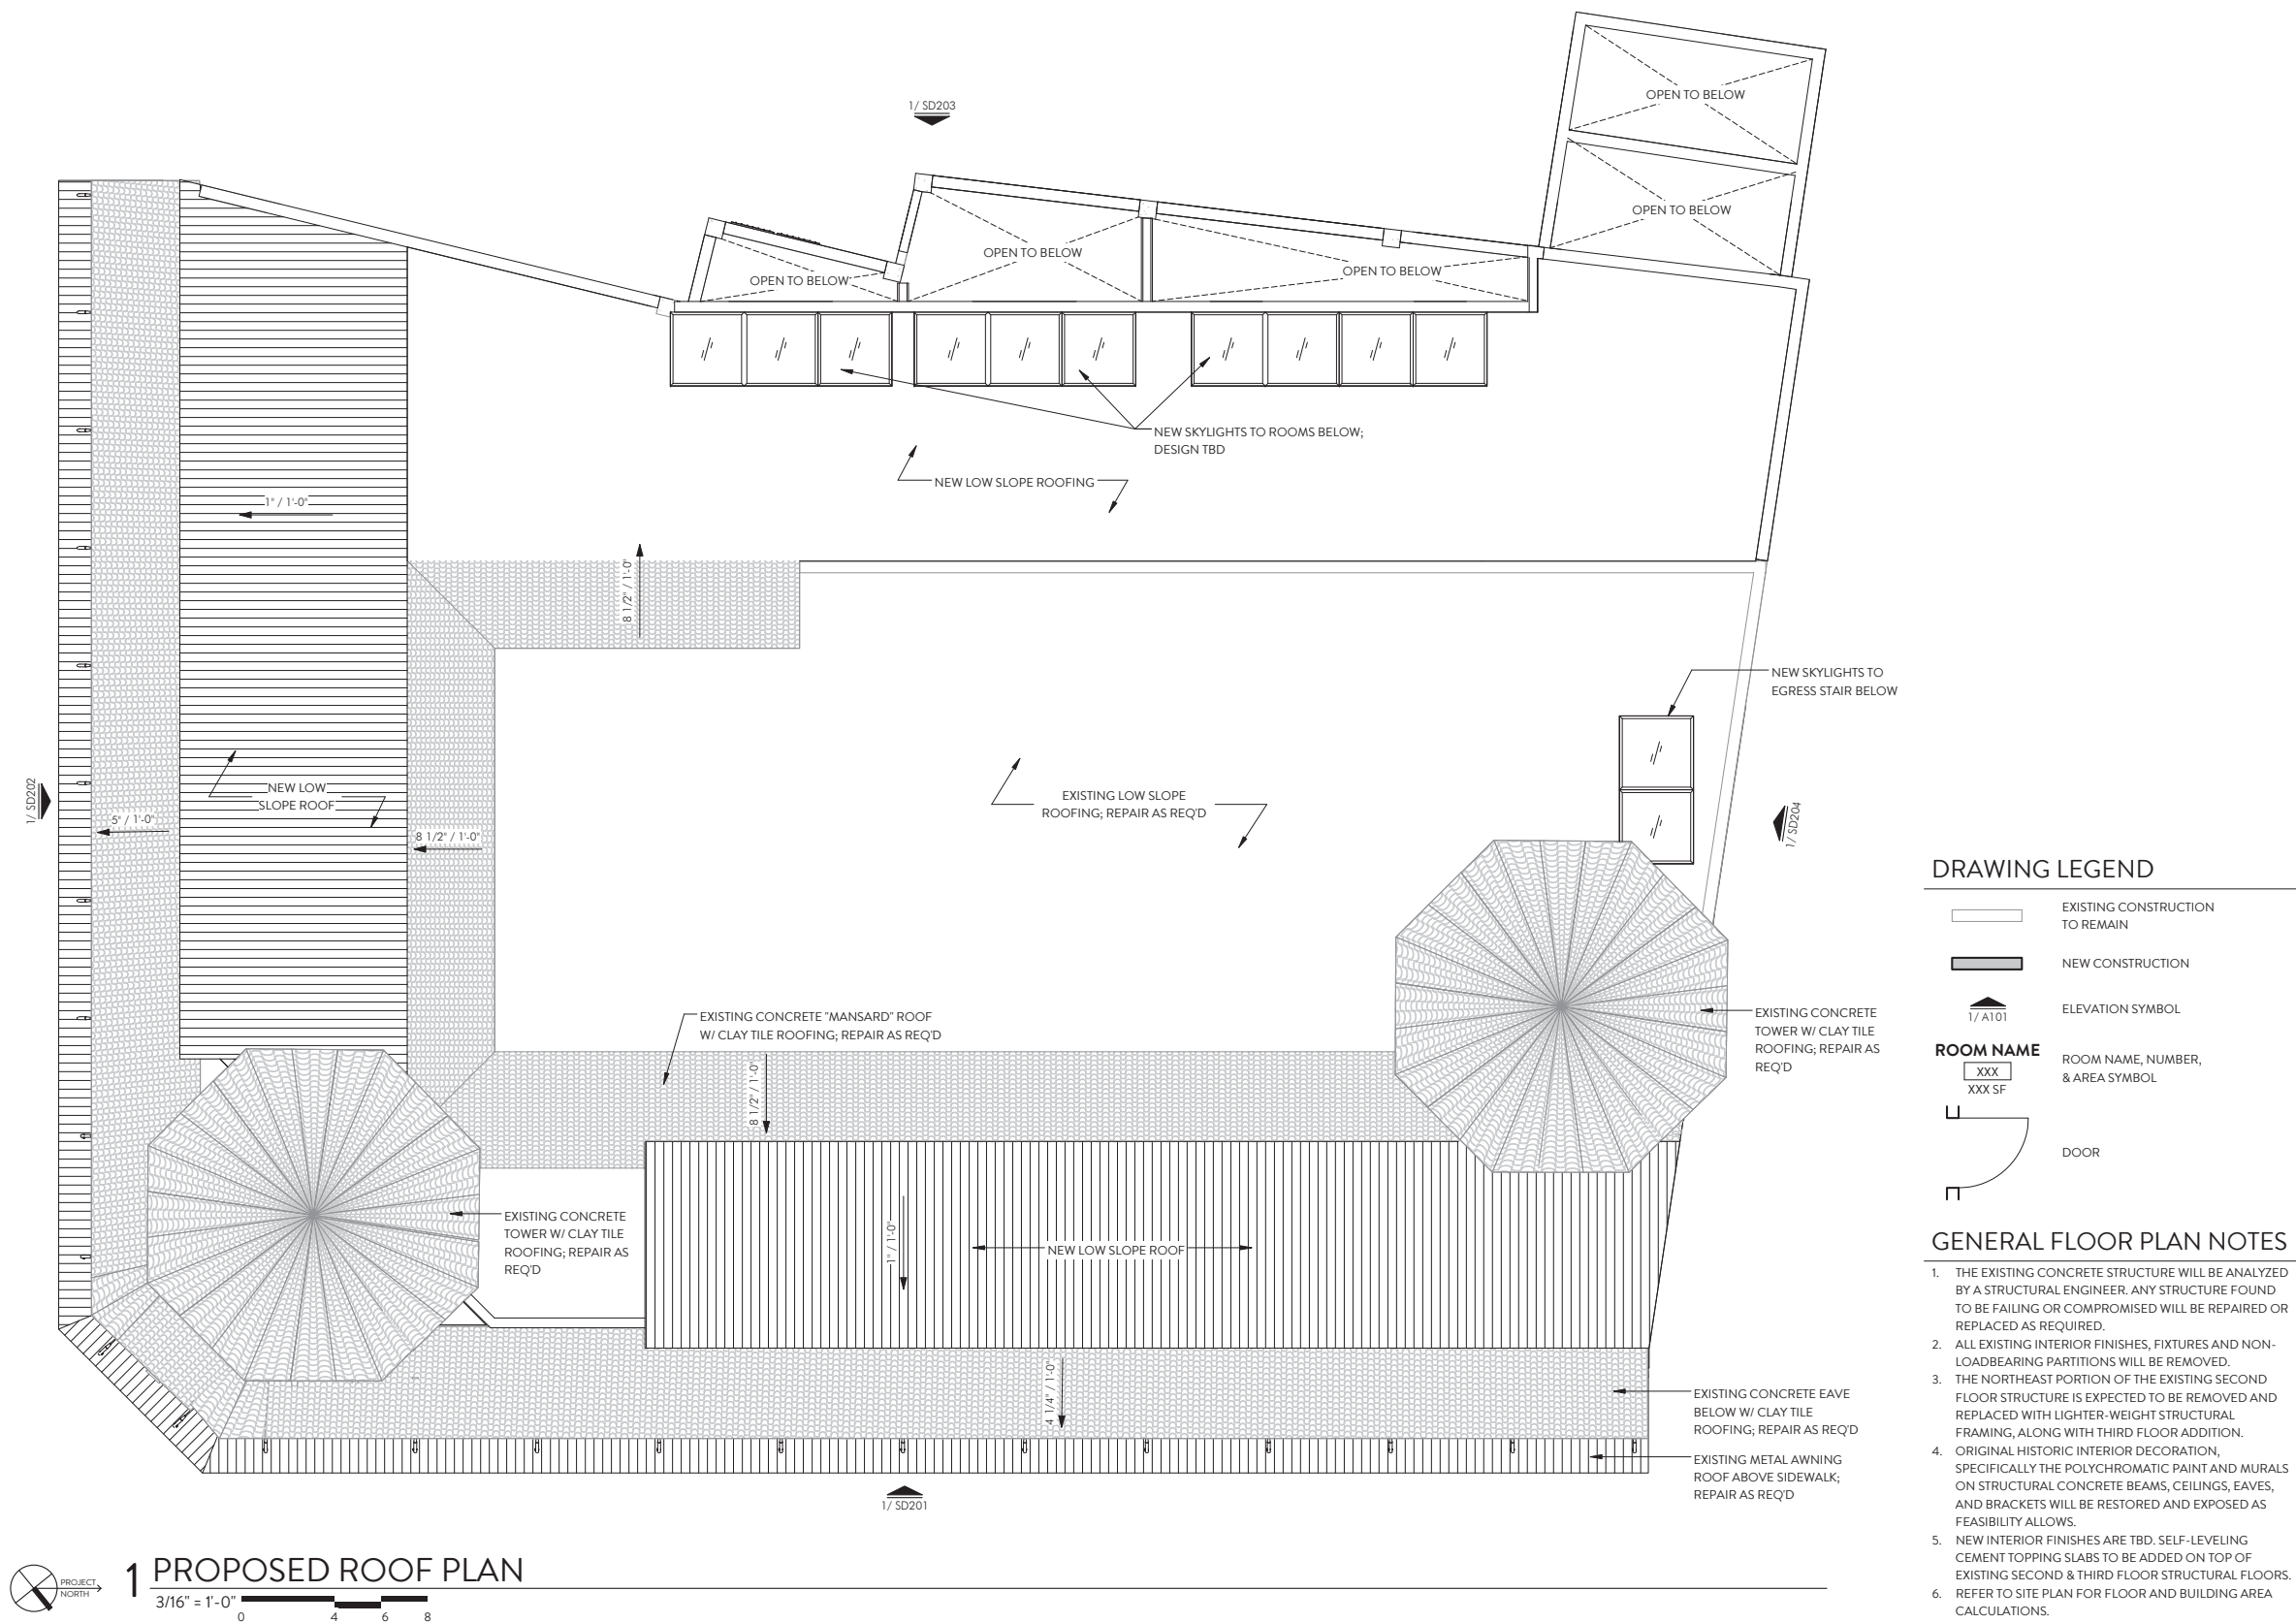 1/ SD203
OPEN TO BELOW
OPEN TO BELOW
OPEN TO BELOW
OPEN TO BELOW
OPEN TO BELOW
NEW SKYLIGHTS TO ROOMS BELOW;
DESIGN TBD
NEW LOW SLOPE ROOFING
1" / 1'-0"
8 1/2" / 1'-0"
NEW SKYLIGHTS TO
EGRESS STAIR BELOW
1/ SD202
5" / 1'-0"
NEW LOW
SLOPE ROOF
8 1/2" / 1'-0"
EXISTING LOW SLOPE
ROOFING; REPAIR AS REQ'D
1/ SD204
EXISTING CONCRETE "MANSARD" ROOF
W/ CLAY TILE ROOFING; REPAIR AS REQ'D
8 1/2" / 1'-0"
EXISTING CONCRETE
TOWER W/ CLAY TILE
ROOFING; REPAIR AS
REQ'D
EXISTING CONCRETE
TOWER W/ CLAY TILE
ROOFING; REPAIR AS
REQ'D
1" / 1'-0"
NEW LOW SLOPE ROOF
4 1/4" / 1'-0"
EXISTING CONCRETE EAVE
BELOW W/ CLAY TILE
ROOFING; REPAIR AS REQ'D
EXISTING METAL AWNING
ROOF ABOVE SIDEWALK;
REPAIR AS REQ'D
1/ SD201
PROJECT
NORTH
1 PROPOSED ROOF PLAN
3/16" = 1'-0"
0 4 6 8
DRAWING LEGEND
EXISTING CONSTRUCTION
TO REMAIN
NEW CONSTRUCTION
1/ A101
ELEVATION SYMBOL
ROOM NAME
XXX
XXX SF
ROOM NAME, NUMBER,
& AREA SYMBOL
DOOR
GENERAL FLOOR PLAN NOTES
1. THE EXISTING CONCRETE STRUCTURE WILL BE ANALYZED
BY A STRUCTURAL ENGINEER. ANY STRUCTURE FOUND
TO BE FAILING OR COMPROMISED WILL BE REPAIRED OR
REPLACED AS REQUIRED.
2. ALL EXISTING INTERIOR FINISHES, FIXTURES AND NON-
LOADBEARING PARTITIONS WILL BE REMOVED.
3. THE NORTHEAST PORTION OF THE EXISTING SECOND
FLOOR STRUCTURE IS EXPECTED TO BE REMOVED AND
REPLACED WITH LIGHTER-WEIGHT STRUCTURAL
FRAMING, ALONG WITH THIRD FLOOR ADDITION.
4. ORIGINAL HISTORIC INTERIOR DECORATION,
SPECIFICALLY THE POLYCHROMATIC PAINT AND MURALS
ON STRUCTURAL CONCRETE BEAMS, CEILINGS, EAVES,
AND BRACKETS WILL BE RESTORED AND EXPOSED AS
FEASIBILITY ALLOWS.
5. NEW INTERIOR FINISHES ARE TBD. SELF-LEVELING
CEMENT TOPPING SLABS TO BE ADDED ON TOP OF
EXISTING SECOND & THIRD FLOOR STRUCTURAL FLOORS.
6. REFER TO SITE PLAN FOR FLOOR AND BUILDING AREA
CALCULATIONS.